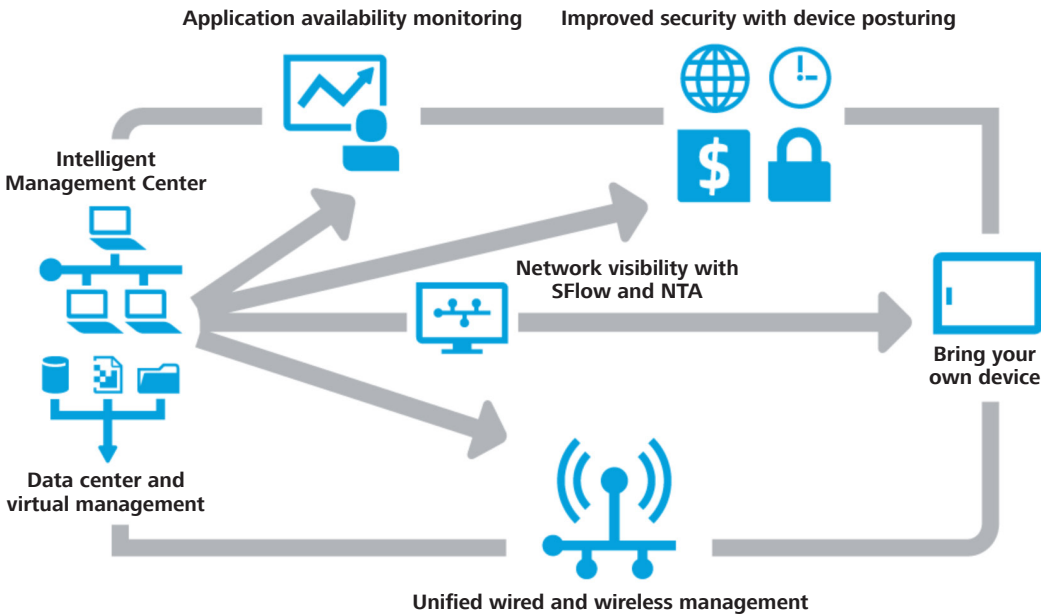 Application availability monitoring
Improved security with device posturing
Intelligent
Management Center
$
Network visibility with
SFlow and NTA
Bring your
own device
Data center and
virtual management
Unified wired and wireless management